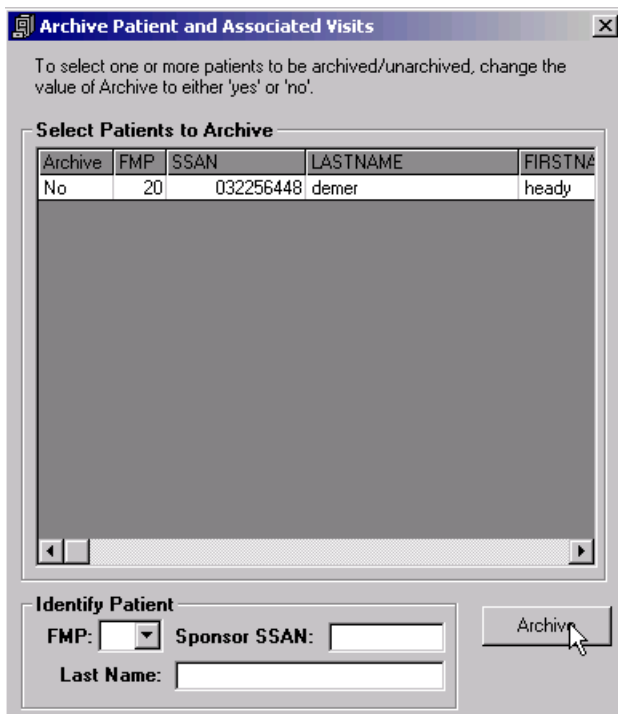 Archive Patient and Associated Visits
To select one or more patients to be archived/unarchived, change the
value of Archive to either 'yes' or 'no'.
Select Patients to Archive
Archive FMP SSAN LASTNAME FIRSTNA
No 20 032256448 demer heady
Identify Patient
FMP: Sponsor SSAN:
Last Name:
Archive